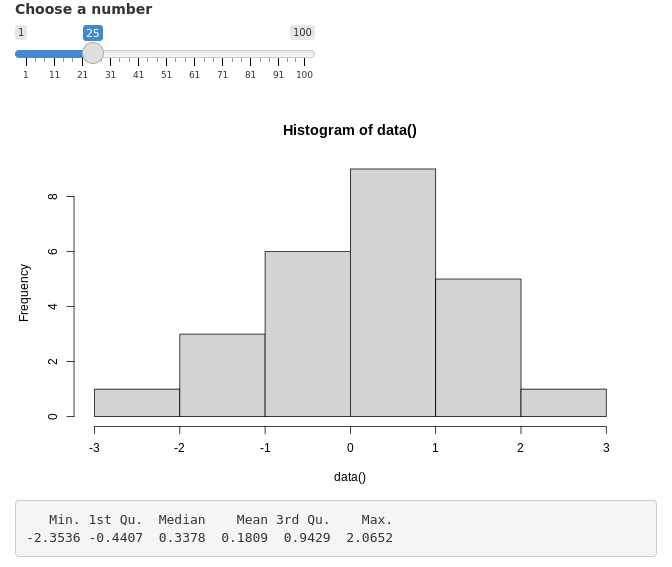 Choose a number
1 25 100
1 11 21 31 41 51 61 71 81 91 100
Histogram of data()
Frequency
8
6
4
2
0
-3 -2 -1 0 1 2 3
data()
Min. 1st Qu. Median Mean 3rd Qu. Max.
-2.3536 -0.4407 0.3378 0.1809 0.9429 2.0652